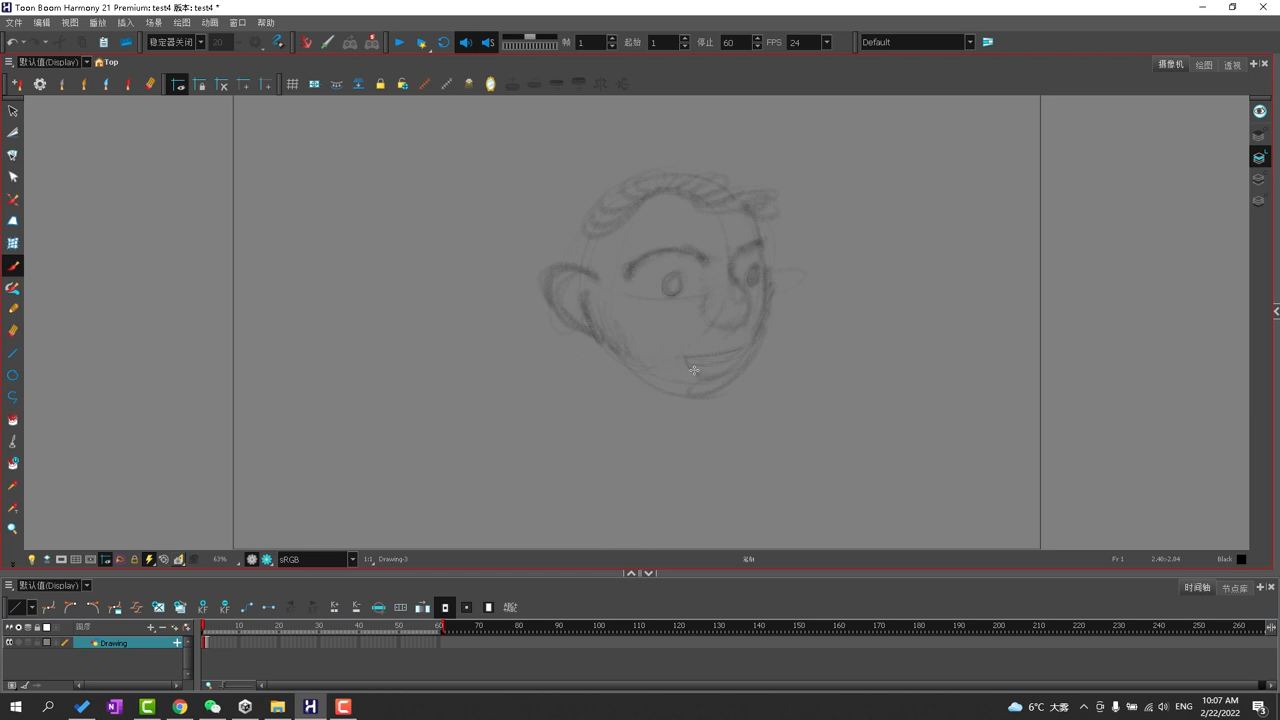 Toon Boom Harmony 21 Premium: test4 版本: test4 *
文件 编辑 视图 播放 插入 场景 绘图 动画 窗口 帮助
稳定器关闭 20 帧 1 起始 1 停止 60 FPS 24 Default
默认值(Display) Top 摄像机 绘图 透视
63% sRGB 1:1 Drawing-3 Fr 1 2.40>2.84 Black
默认值(Display) 时间轴 节点库
10 20 30 40 50 60 70 80 90 100 110 120 130 140 150 160 170 180 190 200 210 220 230 240 250 260
Drawing
6°C 大雾 ENG 10:07 AM
2/22/2022